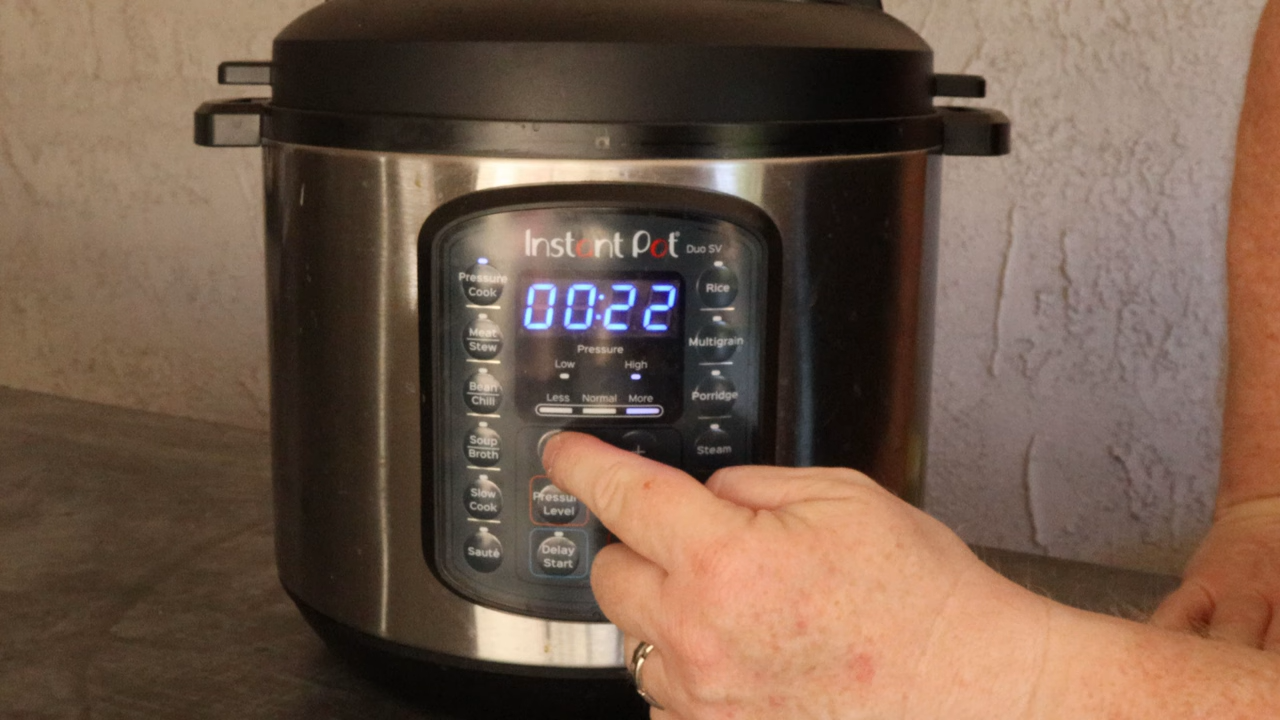 Instant Pot® Duo SV
Pressure
Cook
Meat
Stew
Bean
Chili
Soup
Broth
Slow
Cook
Sauté
00:22
Pressure
Low High
Less Normal More
+
Level
Delay
Start
Rice
Multigrain
Porridge
Steam